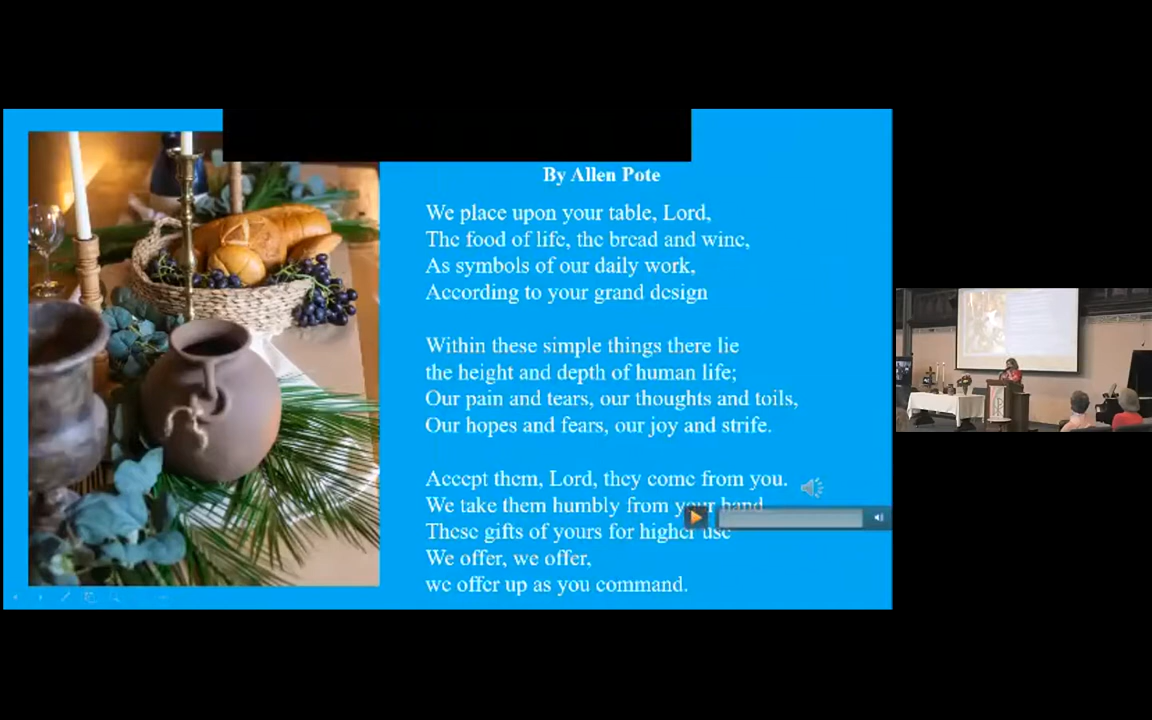 By Allen Pote
We place upon your table, Lord,
The food of life, the bread and wine,
As symbols of our daily work,
According to your grand design
Within these simple things there lie
the height and depth of human life;
Our pain and tears, our thoughts and toils,
Our hopes and fears, our joy and strife.
Accept them, Lord, they come from you.
We take them humbly from your hand
These gifts of yours for higher use
We offer, we offer,
we offer up as you command.